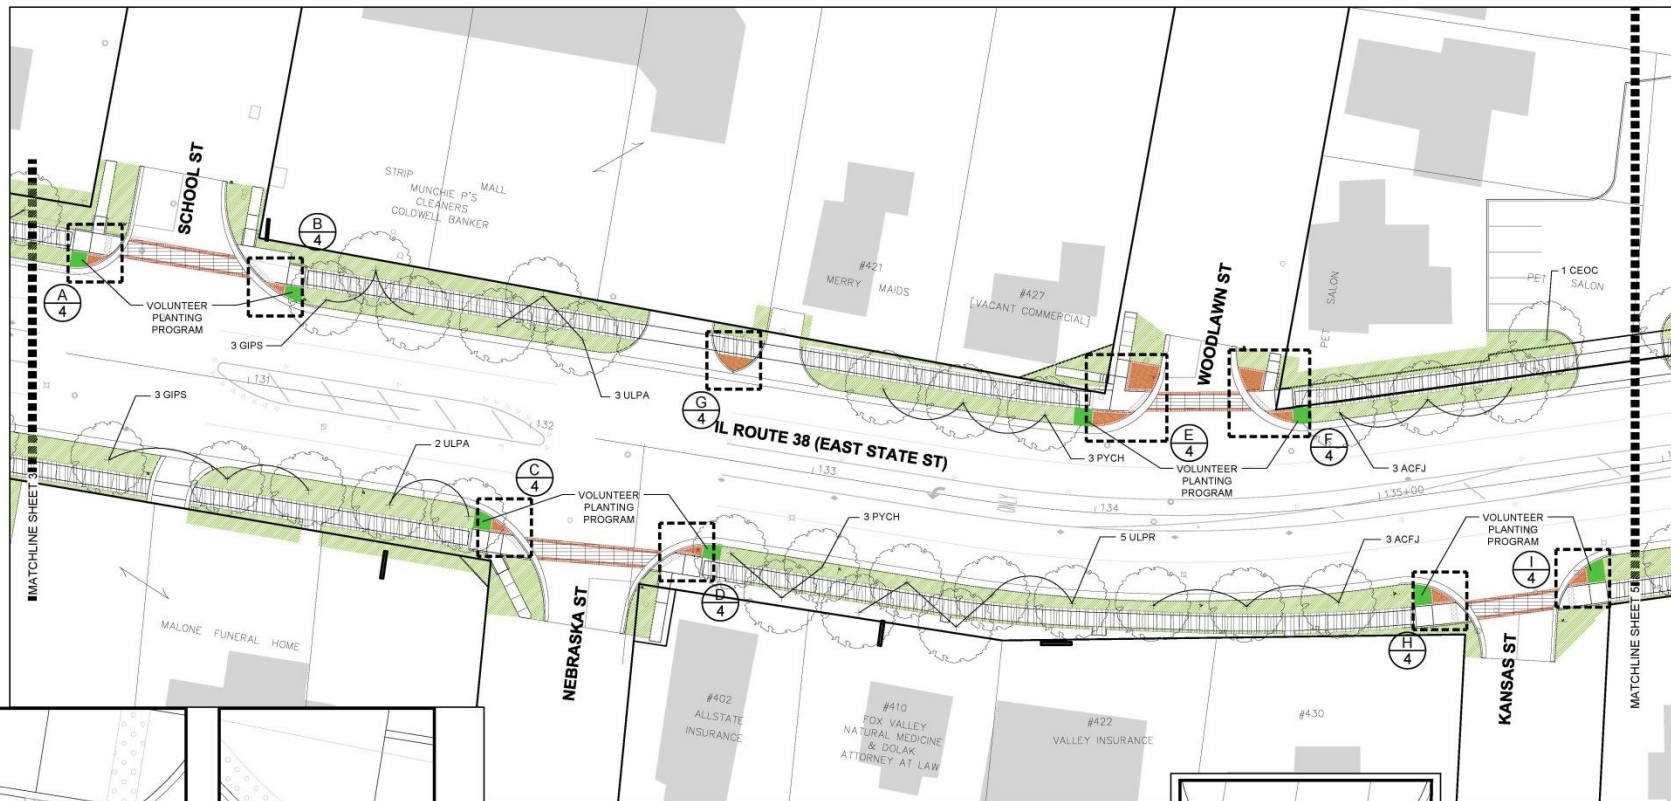 SCHOOL ST
STRIP MALL
MUNCHIE P'S
CLEANERS
COLDWELL BANKER
B
4
A
4
VOLUNTEER
PLANTING
PROGRAM
3 GIPS
3 ULPA
#421
MERRY MAIDS
#427
[VACANT COMMERCIAL]
WOODLAWN ST
PET SALON
PET SALON
1 CEOC
G
4
E
4
F
4
3 PYCH
VOLUNTEER
PLANTING
PROGRAM
3 ACFJ
131
132
133
134
135+00
IL ROUTE 38 (EAST STATE ST)
ONLY
MATCHLINE SHEET 3
MATCHLINE SHEET 5
3 GIPS
2 ULPA
C
4
VOLUNTEER
PLANTING
PROGRAM
D
4
3 PYCH
5 ULPR
3 ACFJ
VOLUNTEER
PLANTING
PROGRAM
I
4
H
4
NEBRASKA ST
KANSAS ST
MALONE FUNERAL HOME
#402
ALLSTATE
INSURANCE
#410
FOX VALLEY
NATURAL MEDICINE
& DOLAK
ATTORNEY AT LAW
#422
VALLEY INSURANCE
#430